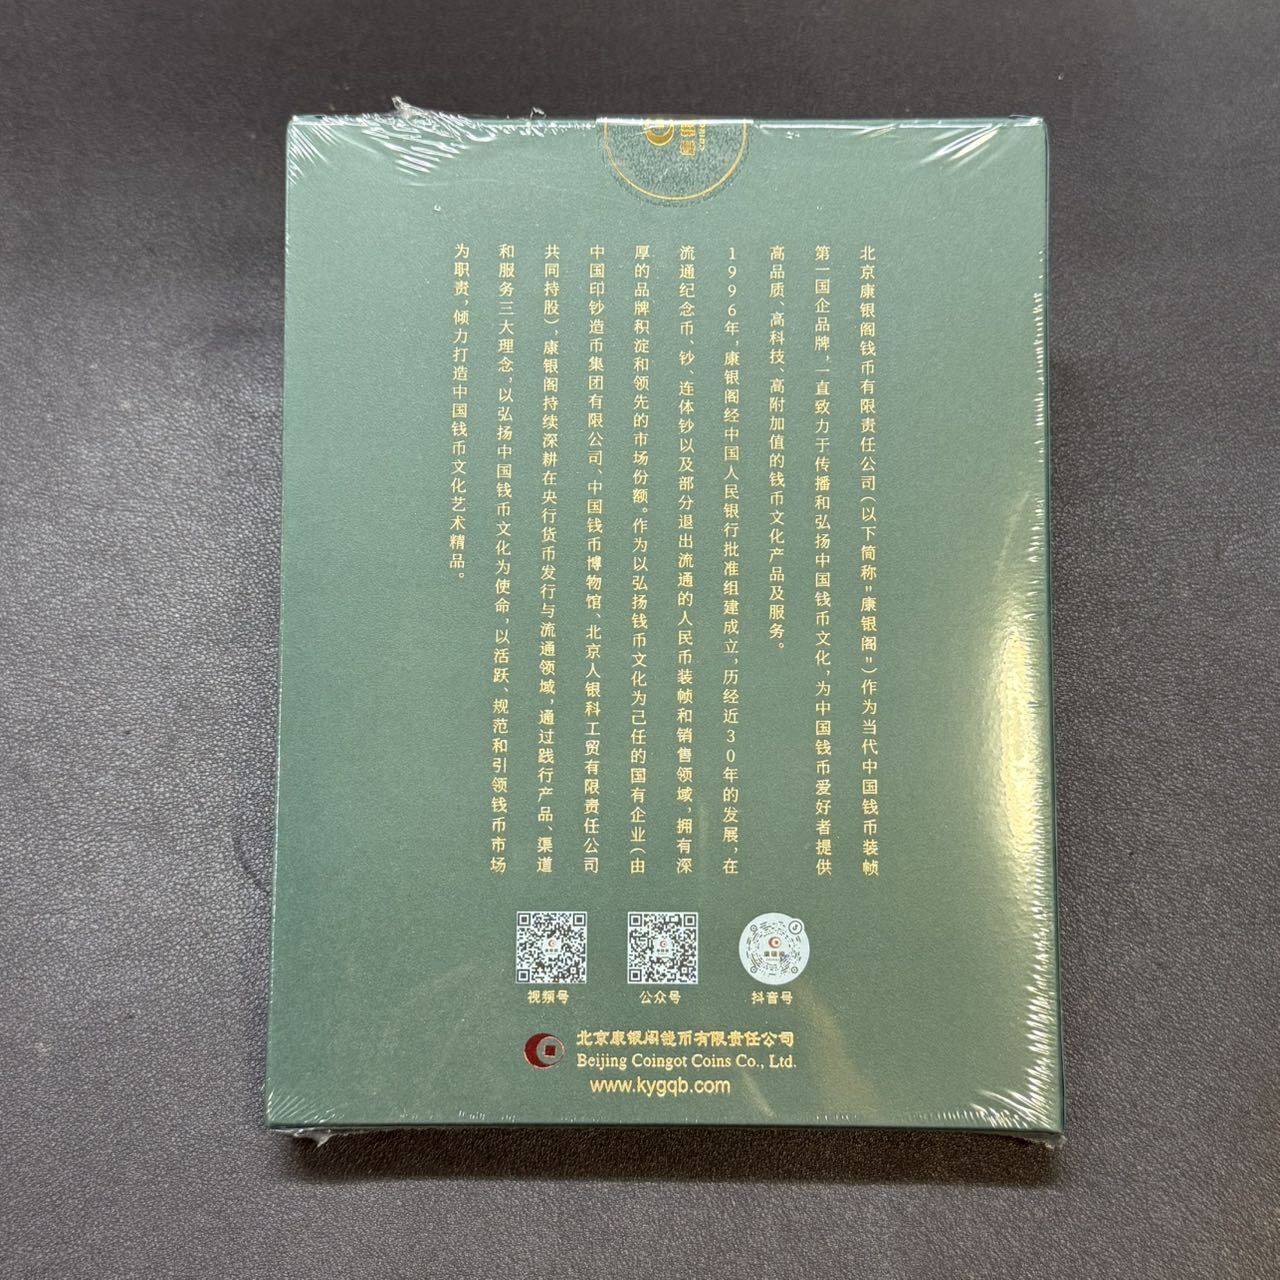 北京康银阁钱币有限责任公司（以下简称"康银阁"）作为当代中国钱币装帧
第一国企品牌，一直致力于传播和弘扬中国钱币文化，为中国钱币爱好者提供
高品质、高科技、高附加值的钱币文化产品及服务。
1996年，康银阁经中国人民银行批准组建成立，历经近30年的发展，在
流通纪念币、钞、连体钞以及部分退出流通的人民币装帧和销售领域，拥有深
厚的品牌积淀和领先的市场份额。作为以弘扬钱币文化为己任的国有企业（由
中国印钞造币集团有限公司、中国钱币博物馆、北京人银科工贸有限责任公司
共同持股），康银阁持续深耕在央行货币发行与流通领域，通过践行产品、渠道
和服务三大理念，以弘扬中国钱币文化为使命，以活跃、规范和引领钱币市场
为职责，倾力打造中国钱币文化艺术精品。
视频号
公众号
抖音号
北京康银阁钱币有限责任公司
Beijing Coingot Coins Co., Ltd.
www.kygqb.com